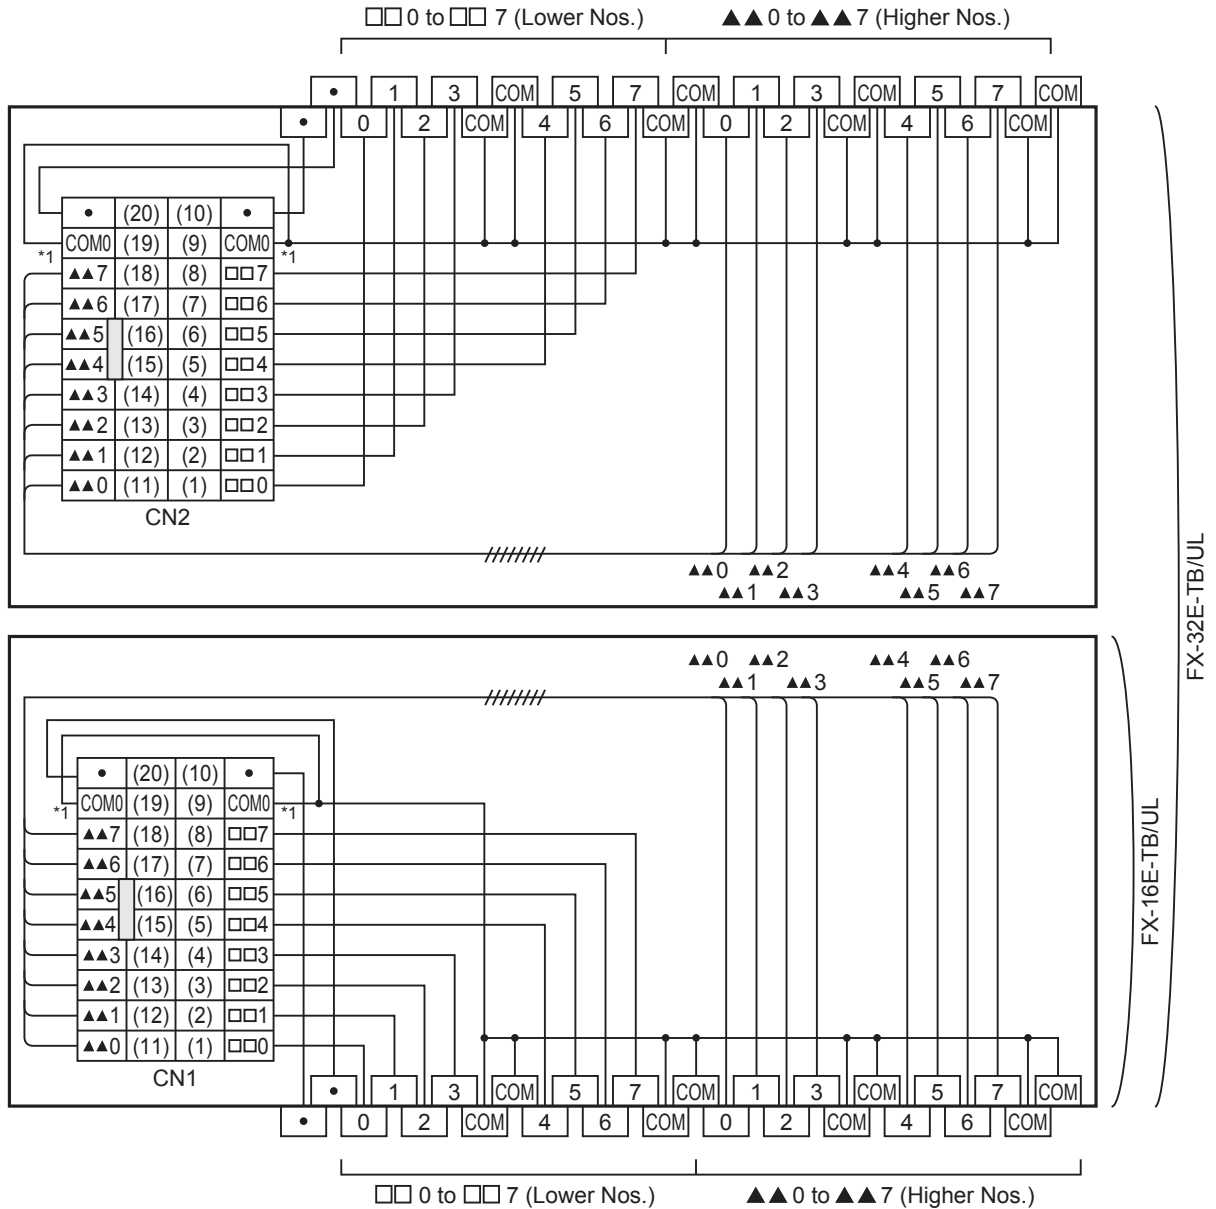 □□ 0 to □□ 7 (Lower Nos.) ▲▲ 0 to ▲▲ 7 (Higher Nos.)
• 1 3 COM 5 7 COM 1 3 COM 5 7 COM
• 0 2 COM 4 6 COM 0 2 COM 4 6 COM
• (20) (10) •
COM0 (19) (9) COM0
*1 *1
▲▲7 (18) (8) □□7
▲▲6 (17) (7) □□6
▲▲5 (16) (6) □□5
▲▲4 (15) (5) □□4
▲▲3 (14) (4) □□3
▲▲2 (13) (3) □□2
▲▲1 (12) (2) □□1
▲▲0 (11) (1) □□0
CN2
▲▲0 ▲▲2 ▲▲4 ▲▲6
▲▲1 ▲▲3 ▲▲5 ▲▲7
FX-32E-TB/UL
▲▲0 ▲▲2 ▲▲4 ▲▲6
▲▲1 ▲▲3 ▲▲5 ▲▲7
• (20) (10) •
COM0 (19) (9) COM0
*1 *1
▲▲7 (18) (8) □□7
▲▲6 (17) (7) □□6
▲▲5 (16) (6) □□5
▲▲4 (15) (5) □□4
▲▲3 (14) (4) □□3
▲▲2 (13) (3) □□2
▲▲1 (12) (2) □□1
▲▲0 (11) (1) □□0
CN1
FX-16E-TB/UL
• 1 3 COM 5 7 COM 1 3 COM 5 7 COM
• 0 2 COM 4 6 COM 0 2 COM 4 6 COM
□□ 0 to □□ 7 (Lower Nos.) ▲▲ 0 to ▲▲ 7 (Higher Nos.)